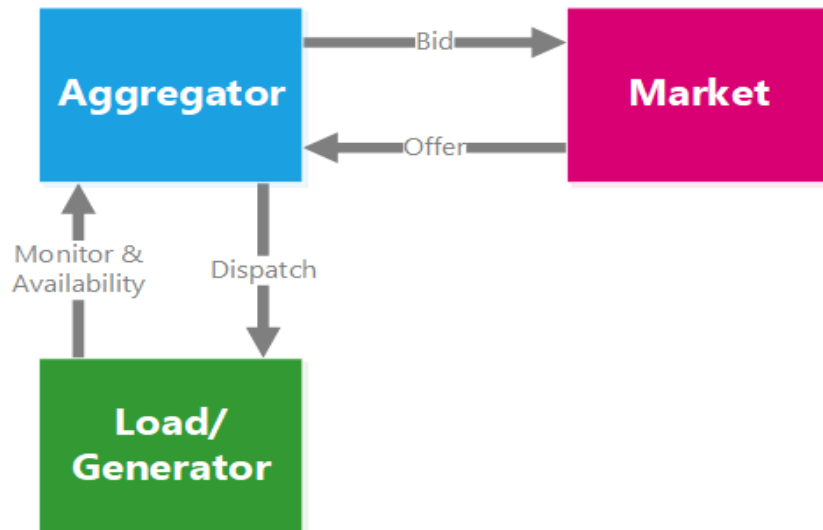 Bid
Aggregator
Market
Offer
Monitor &
Availability
Dispatch
Load/
Generator